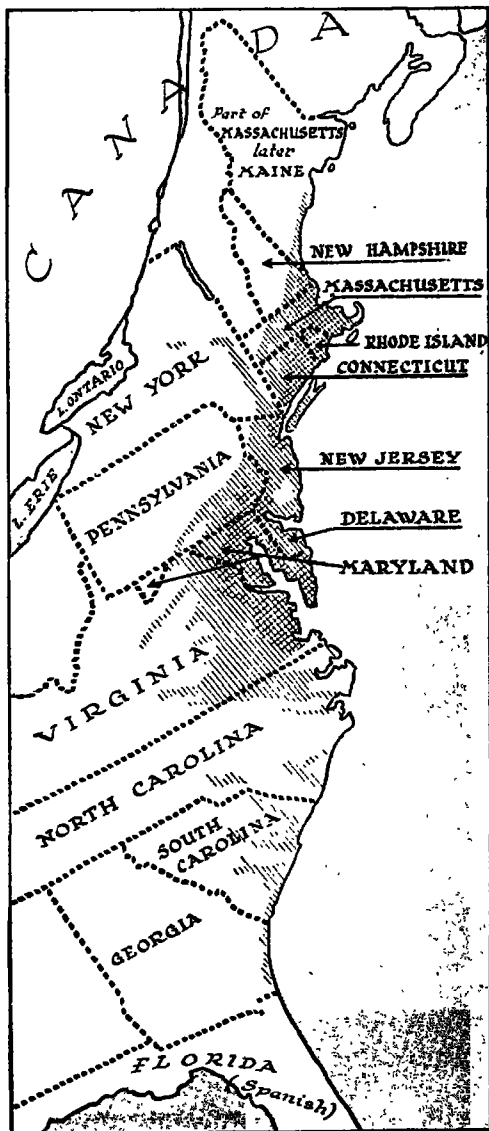 CANADA
Part of
MASSACHUSETTS
later
MAINE
NEW HAMPSHIRE
MASSACHUSETTS
RHODE ISLAND
CONNECTICUT
L. ONTARIO
NEW YORK
L. ERIE
PENNSYLVANIA
NEW JERSEY
DELAWARE
MARYLAND
VIRGINIA
NORTH CAROLINA
SOUTH
CAROLINA
GEORGIA
FLORIDA
(Spanish)